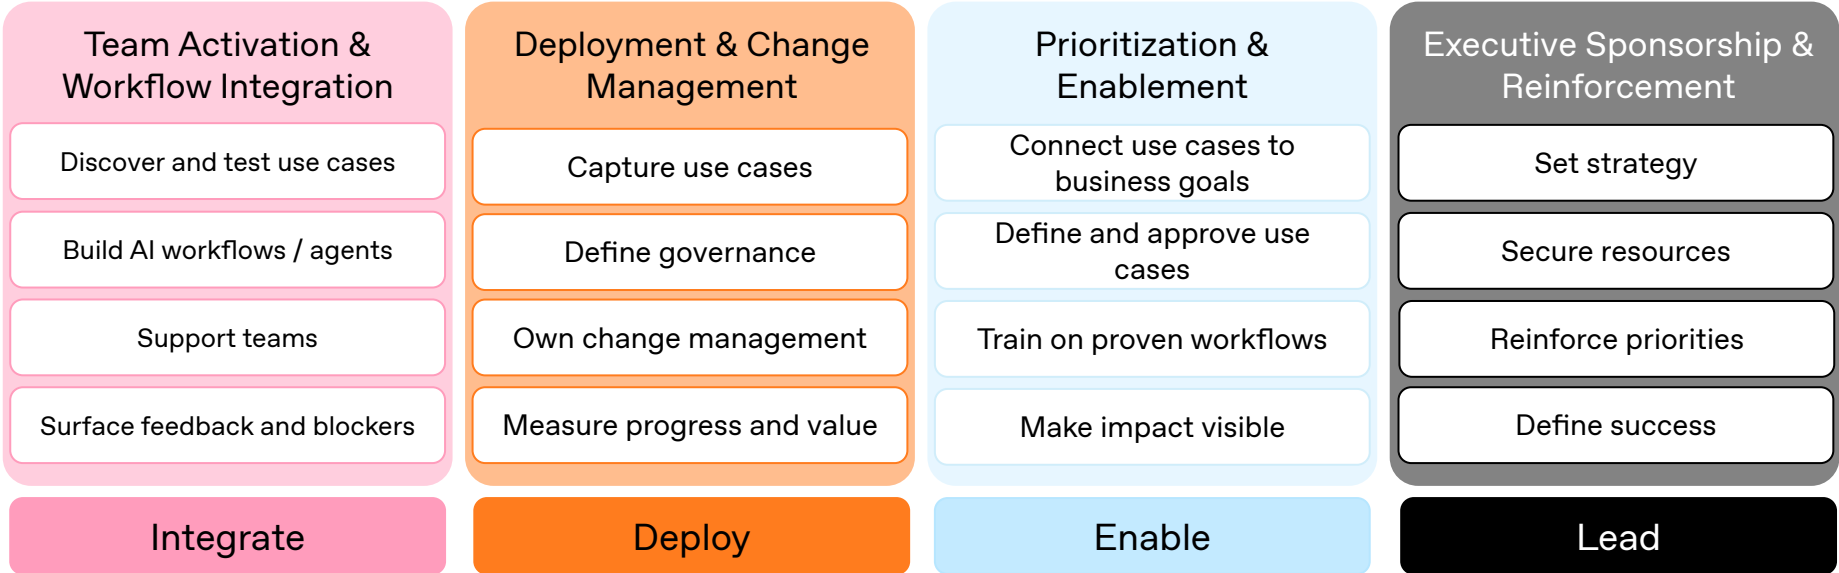 Team Activation &
Workflow Integration
Discover and test use cases
Build AI workflows / agents
Support teams
Surface feedback and blockers
Integrate
Deployment & Change
Management
Capture use cases
Define governance
Own change management
Measure progress and value
Deploy
Prioritization &
Enablement
Connect use cases to
business goals
Define and approve use
cases
Train on proven workflows
Make impact visible
Enable
Executive Sponsorship &
Reinforcement
Set strategy
Secure resources
Reinforce priorities
Define success
Lead